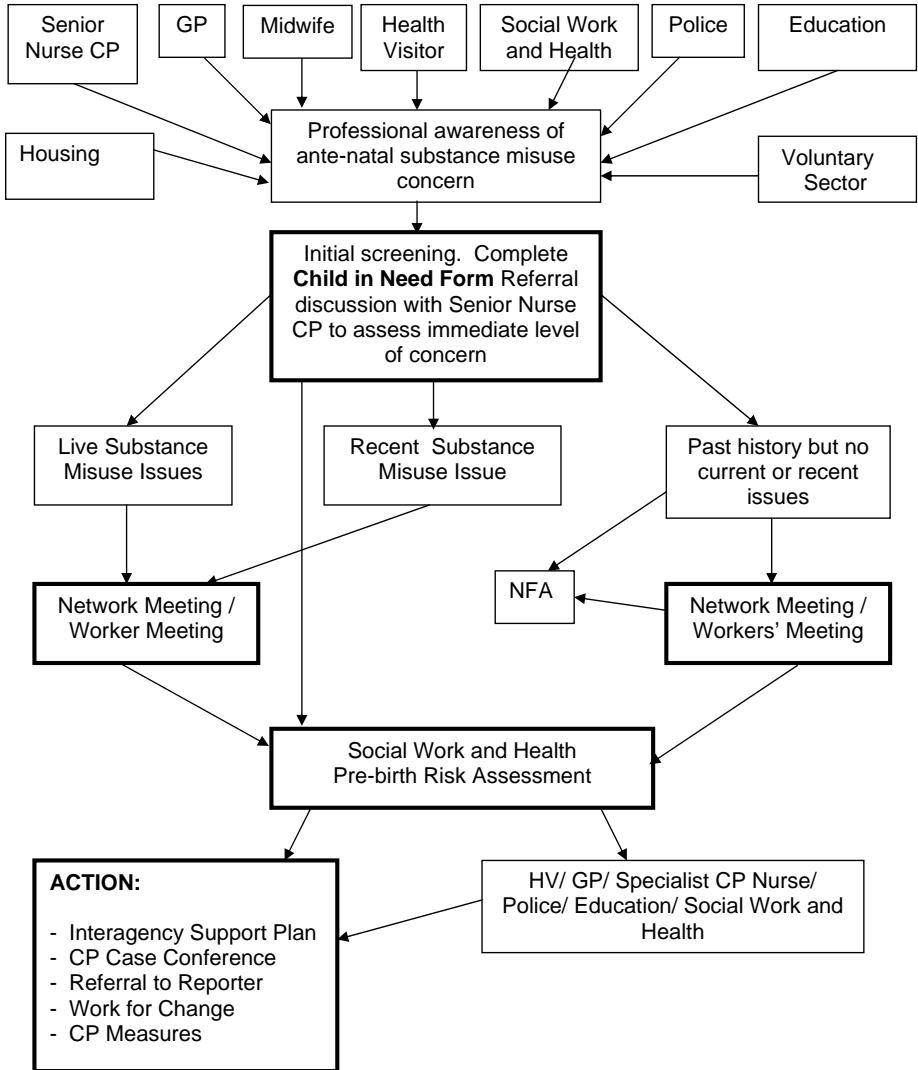 Senior
Nurse CP
GP
Midwife
Health
Visitor
Social Work
and Health
Police
Education
Housing
Professional awareness of
ante-natal substance misuse
concern
Voluntary
Sector
Initial screening. Complete
Child in Need Form Referral
discussion with Senior Nurse
CP to assess immediate level
of concern
Live Substance
Misuse Issues
Recent Substance
Misuse Issue
Past history but no
current or recent
issues
NFA
Network Meeting /
Worker Meeting
Network Meeting /
Workers’ Meeting
Social Work and Health
Pre-birth Risk Assessment
ACTION:
- Interagency Support Plan
- CP Case Conference
- Referral to Reporter
- Work for Change
- CP Measures
HV/ GP/ Specialist CP Nurse/
Police/ Education/ Social Work and
Health